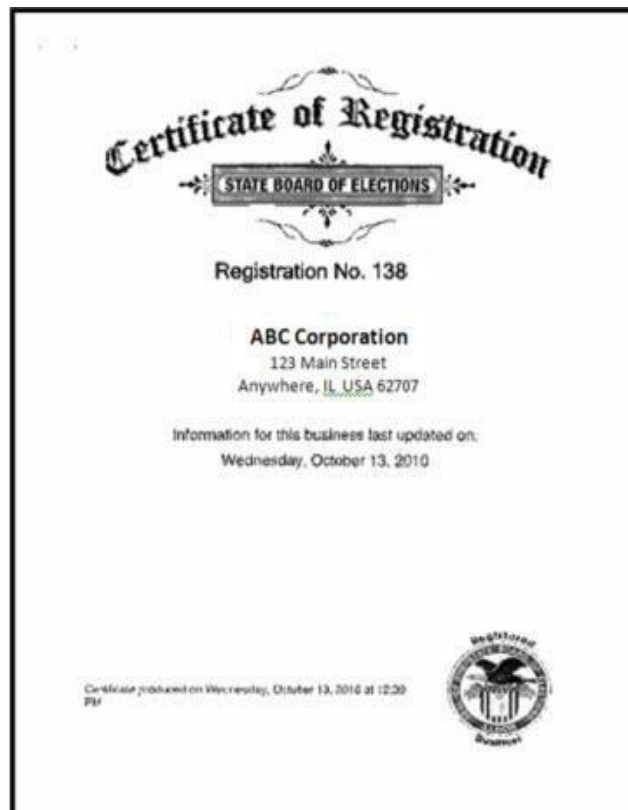 Certificate of Registration
STATE BOARD OF ELECTIONS
Registration No. 138
ABC Corporation
123 Main Street
Anywhere, IL USA 62707
Information for this business last updated on:
Wednesday, October 13, 2010
Certificate produced on Wednesday, October 13, 2010 at 12:30
PM
Registered
Business